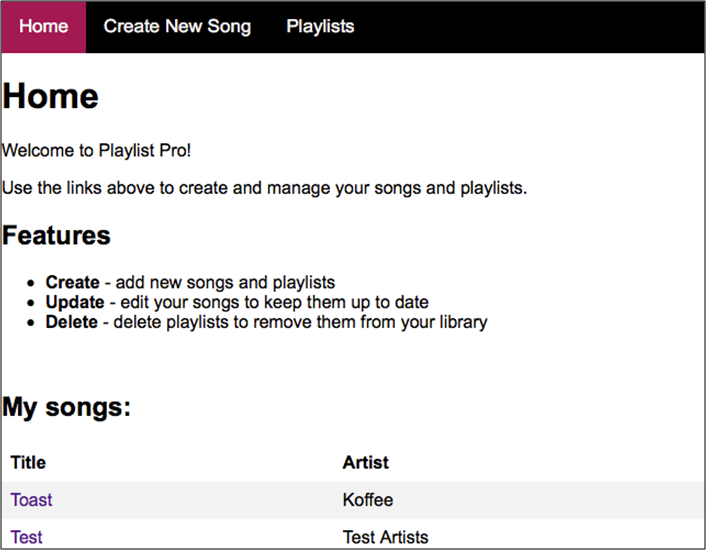 Home Create New Song Playlists
Home
Welcome to Playlist Pro!
Use the links above to create and manage your songs and playlists.
Features
• Create - add new songs and playlists
• Update - edit your songs to keep them up to date
• Delete - delete playlists to remove them from your library
My songs:
Title Artist
Toast Koffee
Test Test Artists